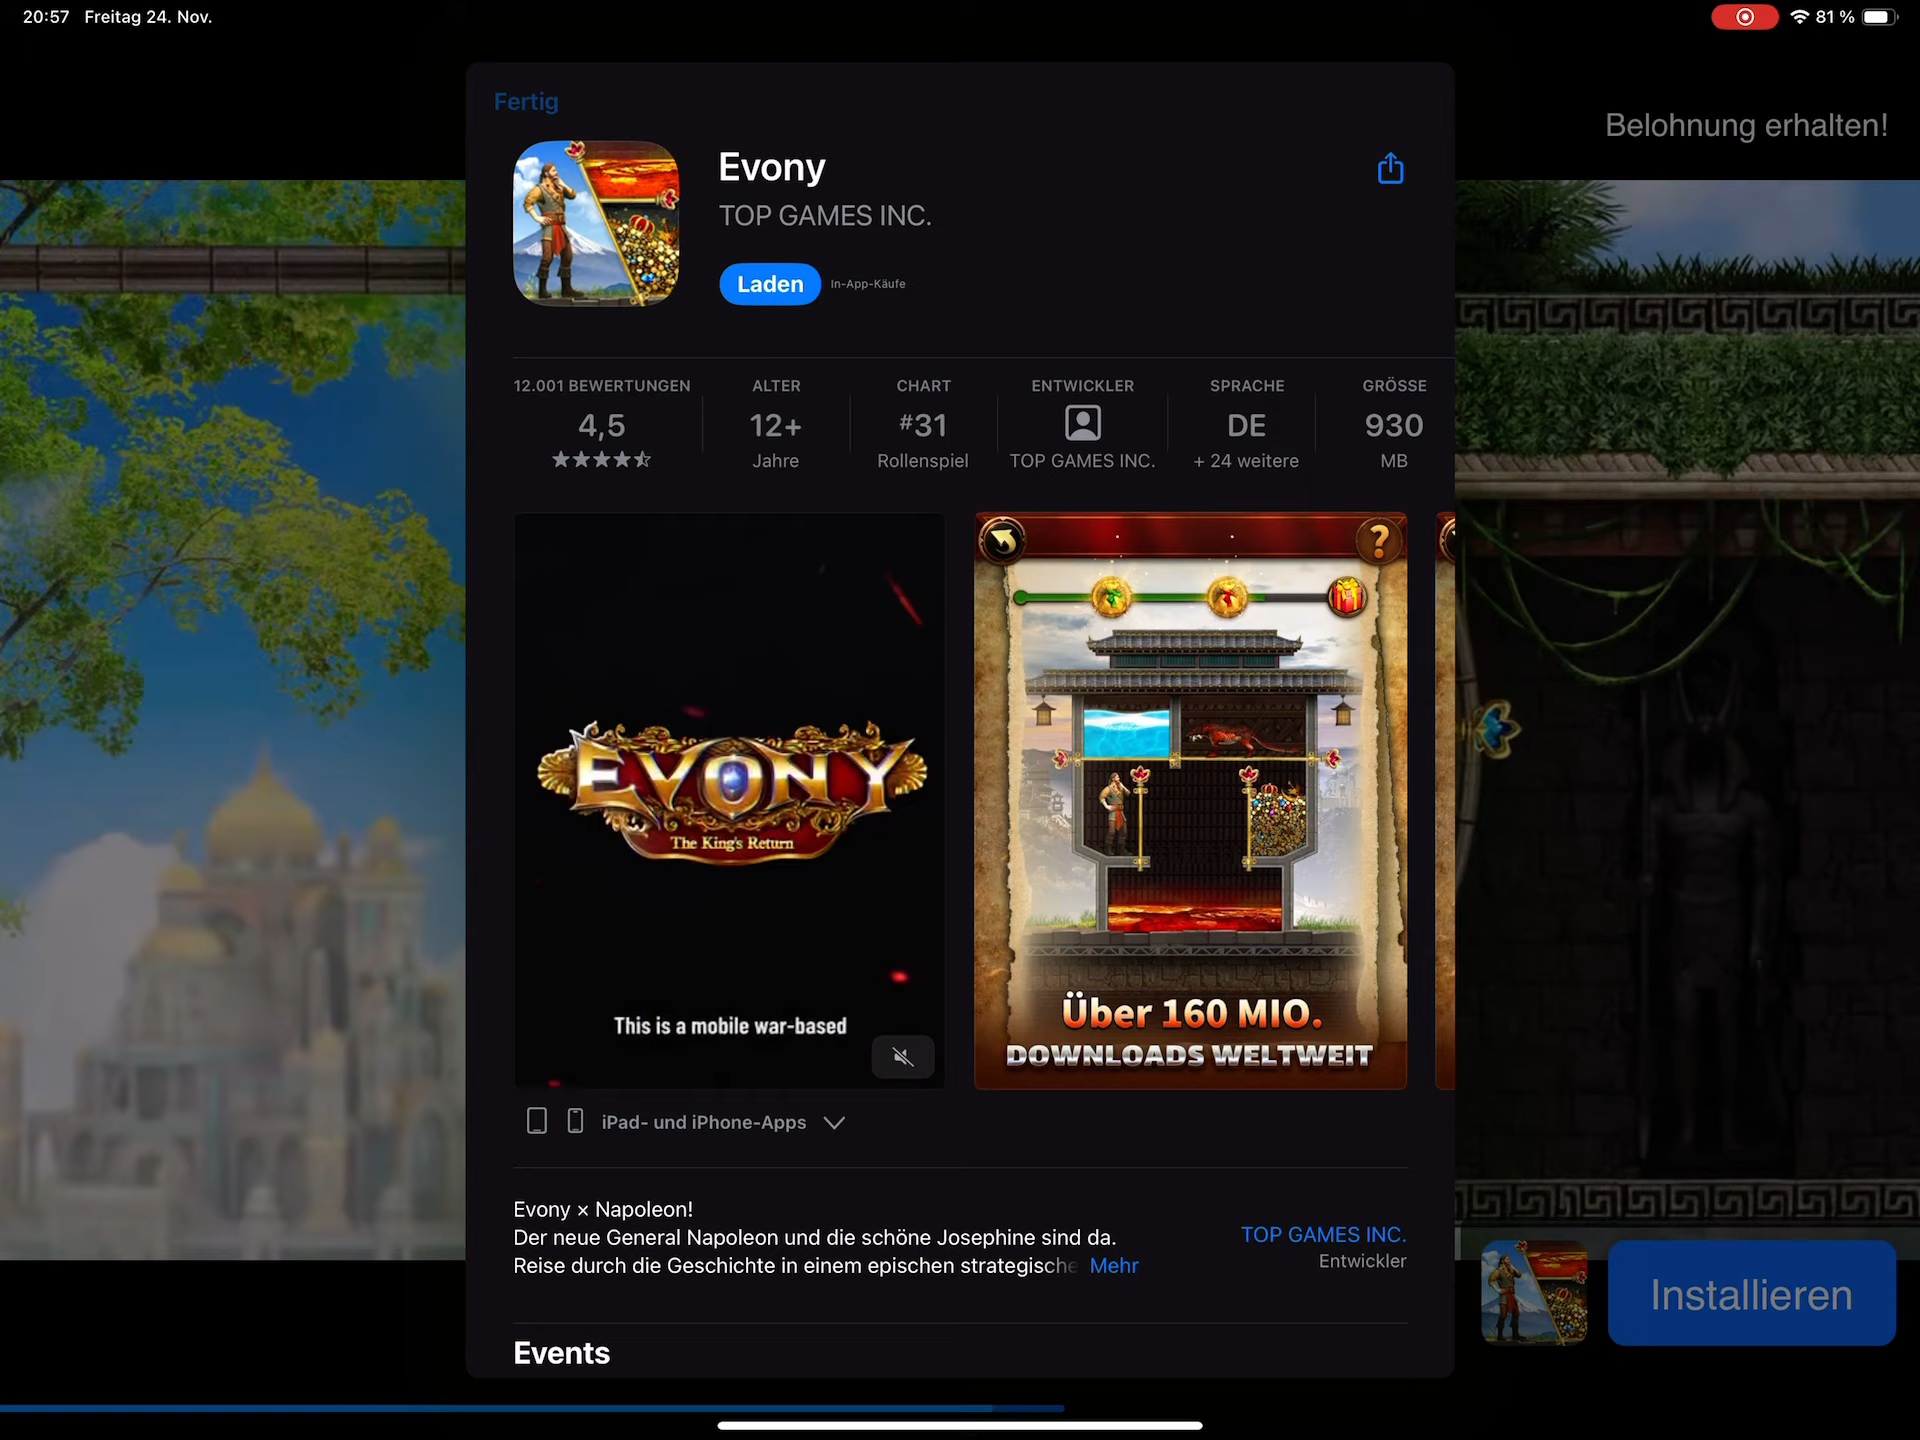 20:57 Freitag 24. Nov.
81 %
Fertig
Belohnung erhalten!
Evony
TOP GAMES INC.
Laden
In-App-Käufe
12.001 BEWERTUNGEN
4,5
ALTER
12+
Jahre
CHART
#31
Rollenspiel
ENTWICKLER
TOP GAMES INC.
SPRACHE
DE
+ 24 weitere
GRÖSSE
930
MB
EVONY
The King's Return
This is a mobile war-based
?
Über 160 MIO.
DOWNLOADS WELTWEIT
iPad- und iPhone-Apps
Evony × Napoleon!
Der neue General Napoleon und die schöne Josephine sind da.
Reise durch die Geschichte in einem epischen strategische Mehr
TOP GAMES INC.
Entwickler
Installieren
Events